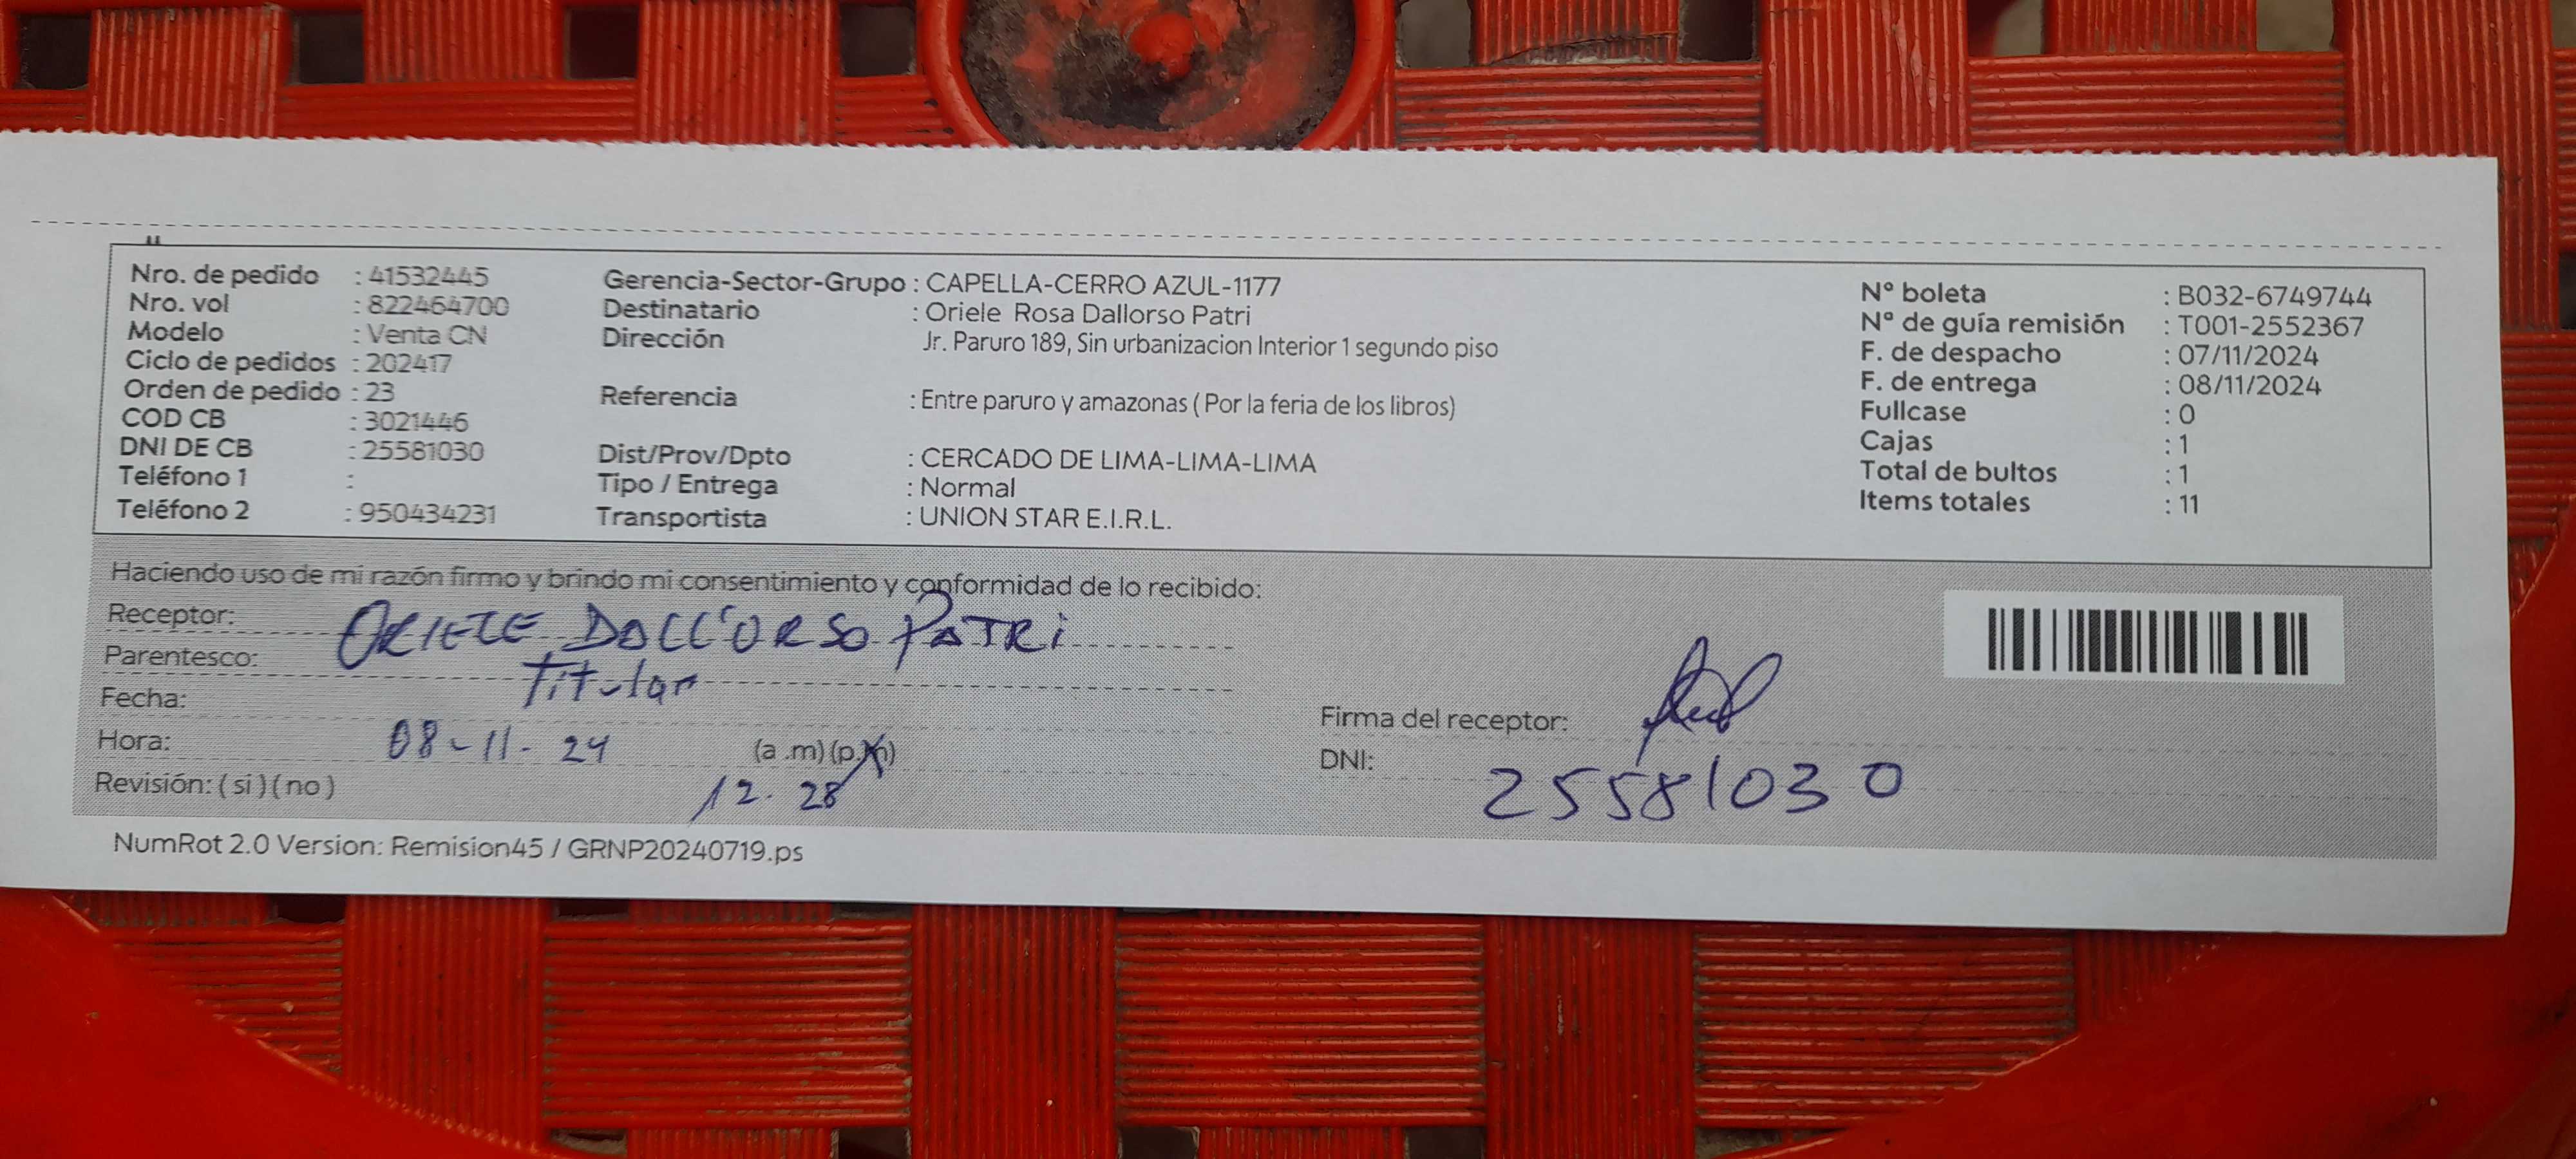 Nro. de pedido : 41532445 Gerencia-Sector-Grupo : CAPELLA-CERRO AZUL-1177 N° boleta : B032-6749744
Nro. vol : 822464700 Destinatario : Oriele Rosa Dallorso Patri N° de guía remisión : T001-2552367
Modelo : Venta CN Dirección Jr. Paruro 189, Sin urbanizacion Interior 1 segundo piso F. de despacho : 07/11/2024
Ciclo de pedidos : 202417 F. de entrega : 08/11/2024
Orden de pedido : 23 Referencia : Entre paruro y amazonas ( Por la feria de los libros) Fullcase : 0
COD CB : 3021446 Cajas : 1
DNI DE CB : 25581030 Dist/Prov/Dpto : CERCADO DE LIMA-LIMA-LIMA Total de bultos : 1
Teléfono 1 : Tipo / Entrega : Normal Items totales : 11
Teléfono 2 : 950434231 Transportista : UNION STAR E.I.R.L.
Haciendo uso de mi razón firmo y brindo mi consentimiento y conformidad de lo recibido:
Receptor: ORIELE DALL'ORSO PATRi
Parentesco: Titular
Fecha: 08-11-24
Firma del receptor:
Hora: (a .m) (p.m) 12.28
DNI: 25581030
Revisión: ( si ) ( no )
NumRot 2.0 Version: Remision45 / GRNP20240719.ps